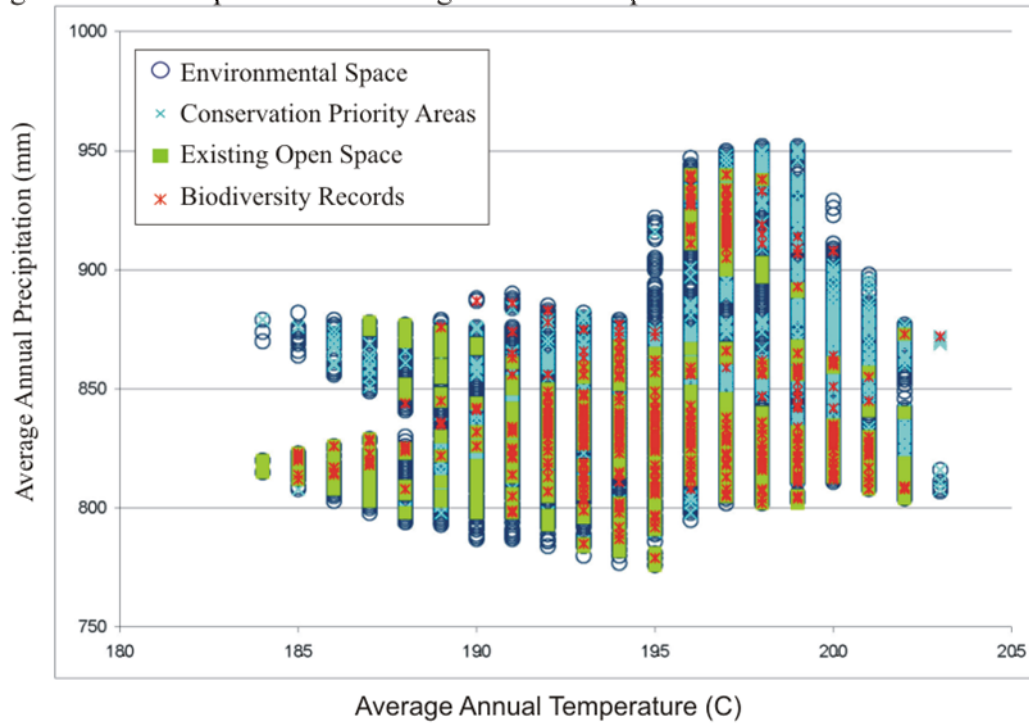 1000
950
900
850
800
750
180 185 190 195 200 205
Environmental Space
Conservation Priority Areas
Existing Open Space
Biodiversity Records
Average Annual Precipitation (mm)
Average Annual Temperature (C)